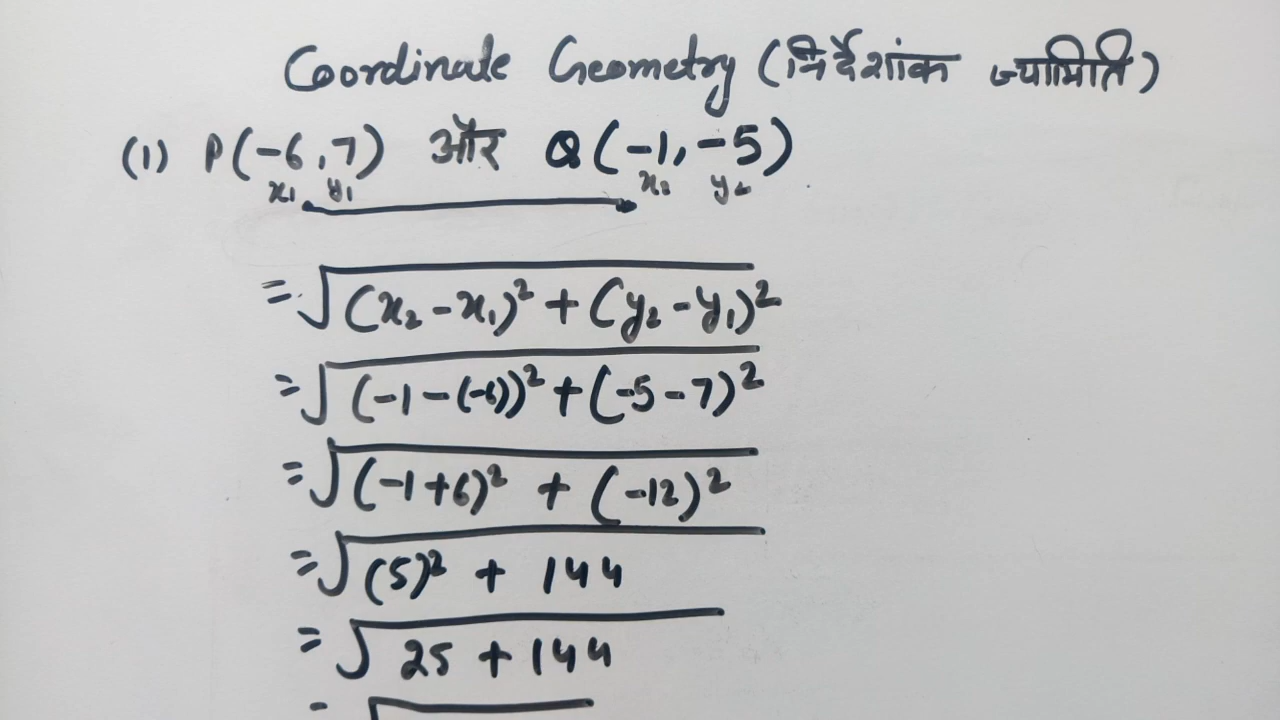 Coordinate Geometry (निर्देशांक ज्यामिति)
(1) P(-6,7) और Q(-1,-5)
x₁ y₁ x₂ y₂
=√(x₂-x₁)²+(y₂-y₁)²
=√(-1-(-6))²+(-5-7)²
=√(-1+6)² + (-12)²
=√(5)² + 144
=√25 + 144
=√